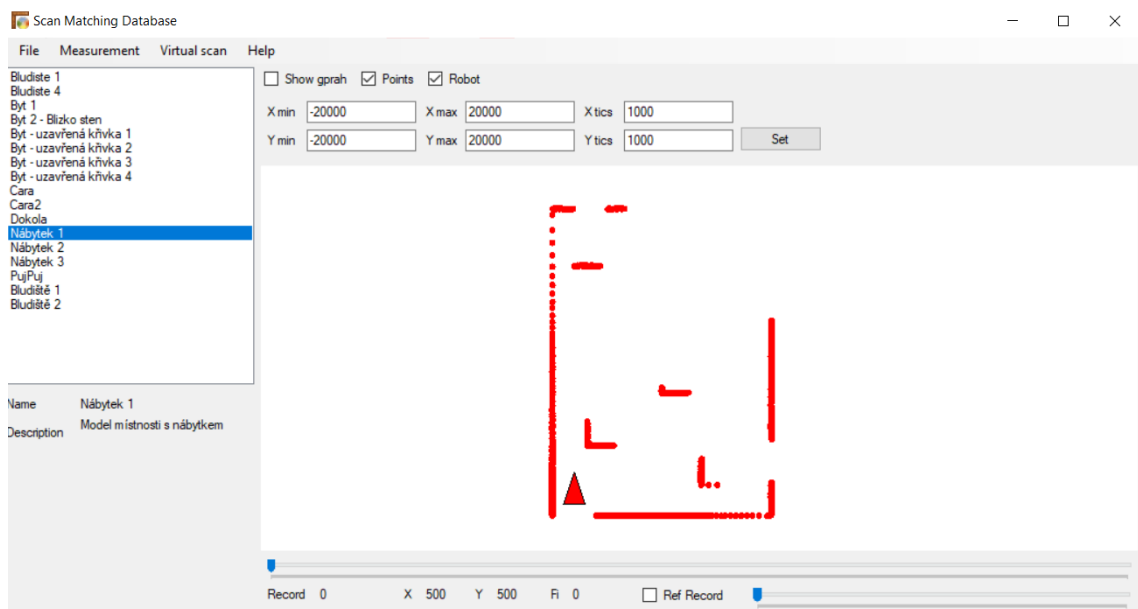 Scan Matching Database
File Measurement Virtual scan Help
Bludiste 1
Bludiste 4
Byt 1
Byt 2 - Blizko sten
Byt - uzavřená křivka 1
Byt - uzavřená křivka 2
Byt - uzavřená křivka 3
Byt - uzavřená křivka 4
Cara
Cara2
Dokola
Nábytek 1
Nábytek 2
Nábytek 3
PujPuj
Bludiště 1
Bludiště 2
Name Nábytek 1
Description Model místnosti s nábytkem
Show gprah Points Robot
X min -20000 X max 20000 X tics 1000
Y min -20000 Y max 20000 Y tics 1000 Set
Record 0 X 500 Y 500 Fi 0 Ref Record